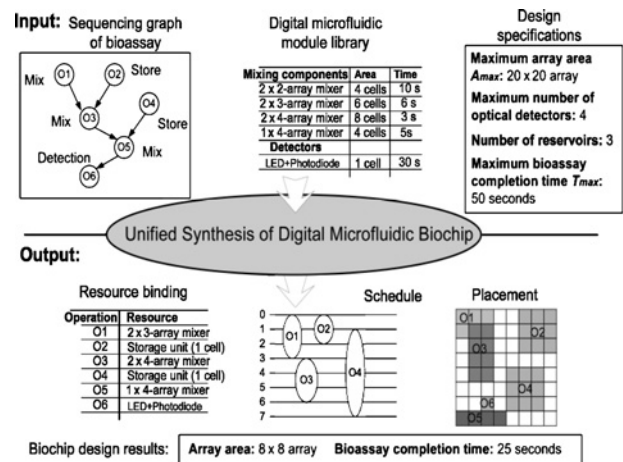 Input:
Sequencing graph
of bioassay
O1
O2
Store
Mix
O3
O4
Mix
O5
Store
Detection
Mix
O6
Digital microfluidic
module library
Mixing components Area Time
2 x 2-array mixer 4 cells 10 s
2 x 3-array mixer 6 cells 6 s
2 x 4-array mixer 8 cells 3 s
1 x 4-array mixer 4 cells 5s
Detectors
LED+Photodiode 1 cell 30 s
Design
specifications
Maximum array area
Amax: 20 x 20 array
Maximum number of
optical detectors: 4
Number of reservoirs: 3
Maximum bioassay
completion time Tmax:
50 seconds
Unified Synthesis of Digital Microfluidic Biochip
Output:
Resource binding
Operation Resource
O1 2 x 3-array mixer
O2 Storage unit (1 cell)
O3 2 x 4-array mixer
O4 Storage unit (1 cell)
O5 1 x 4-array mixer
O6 LED+Photodiode
Schedule
0
1
2
3
4
5
6
7
O1
O2
O3
O4
Placement
O1
O2
O3
O4
O6
O5
Biochip design results: Array area: 8 x 8 array Bioassay completion time: 25 seconds